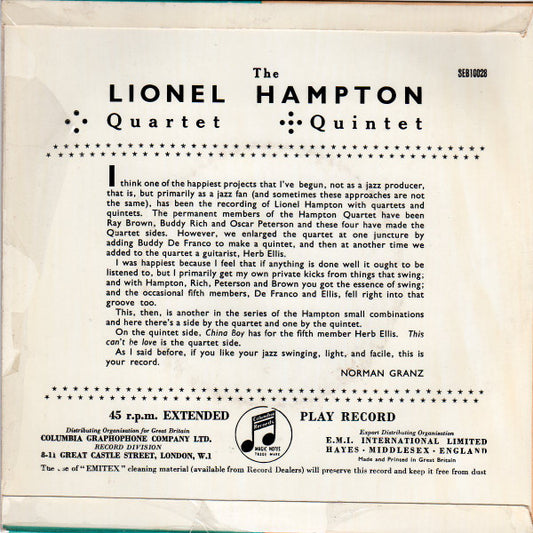 The
SEB10028
LIONEL HAMPTON
Quartet Quintet
I think one of the happiest projects that I've begun, not as a jazz producer,
that is, but primarily as a jazz fan (and sometimes these approaches are not
the same), has been the recording of Lionel Hampton with quartets and
quintets. The permanent members of the Hampton Quartet have been
Ray Brown, Buddy Rich and Oscar Peterson and these four have made the
Quartet sides. However, we enlarged the quartet at one juncture by
adding Buddy De Franco to make a quintet, and then at another time we
added to the quartet a guitarist, Herb Ellis.
I was happiest because I feel that if anything is done well it ought to be
listened to, but I primarily get my own private kicks from things that swing;
and with Hampton, Rich, Peterson and Brown you got the essence of swing;
and the occasional fifth members, De Franco and Ellis, fell right into that
groove too.
This, then, is another in the series of the Hampton small combinations
and here there's a side by the quartet and one by the quintet.
On the quintet side, China Boy has for the fifth member Herb Ellis. This
can't be love is the quartet side.
As I said before, if you like your jazz swinging, light, and facile, this is
your record.
NORMAN GRANZ
45 r.p.m. EXTENDED PLAY RECORD
Columbia
Records
MAGIC NOTE
TRADE MARK
Distributing Organisation for Great Britain
COLUMBIA GRAPHOPHONE COMPANY LTD.
RECORD DIVISION
8-11 GREAT CASTLE STREET, LONDON, W.1
Export Distributing Organisation
E.M.I. INTERNATIONAL LIMITED
HAYES · MIDDLESEX · ENGLAND
Made and Printed in Great Britain
The use of "EMITEX" cleaning material (available from Record Dealers) will preserve this record and keep it free from dust